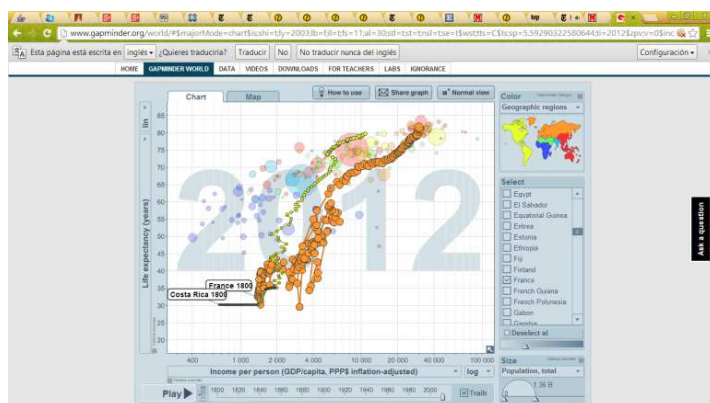 www.gapminder.org/world/#$majorMode=chart$is;shi=t;ly=2003;lb=f;il=t;fs=11;al=30;stl=t;st=t;nsl=t;se=t$wst;tts=C$ts;sp=5.59290322580644;ti=2012$zpv;v=0$inc
Esta página está escrita en inglés ¿Quieres traducirla? Traducir No No traducir nunca del inglés Configuración
HOME GAPMINDER WORLD DATA VIDEOS DOWNLOADS FOR TEACHERS LABS IGNORANCE
Chart Map How to use Share graph Normal view
Color
Geographic regions
lin
Life expectancy (years)
85
80
75
70
65
60
55
50
45
40
35
30
25
20
2012
France 1800
Costa Rica 1800
400 1 000 2 000 4 000 10 000 20 000 40 000 100 000
Income per person (GDP/capita, PPP$ inflation-adjusted) log
Play 1800 1820 1840 1860 1880 1900 1920 1940 1960 1980 2000 Trails
Select
Egypt
El Salvador
Equatorial Guinea
Eritrea
Estonia
Ethiopia
Fiji
Finland
France
French Guiana
French Polynesia
Gabon
Gambia
Deselect all
Size
Population, total
1.36 B
Ask a question